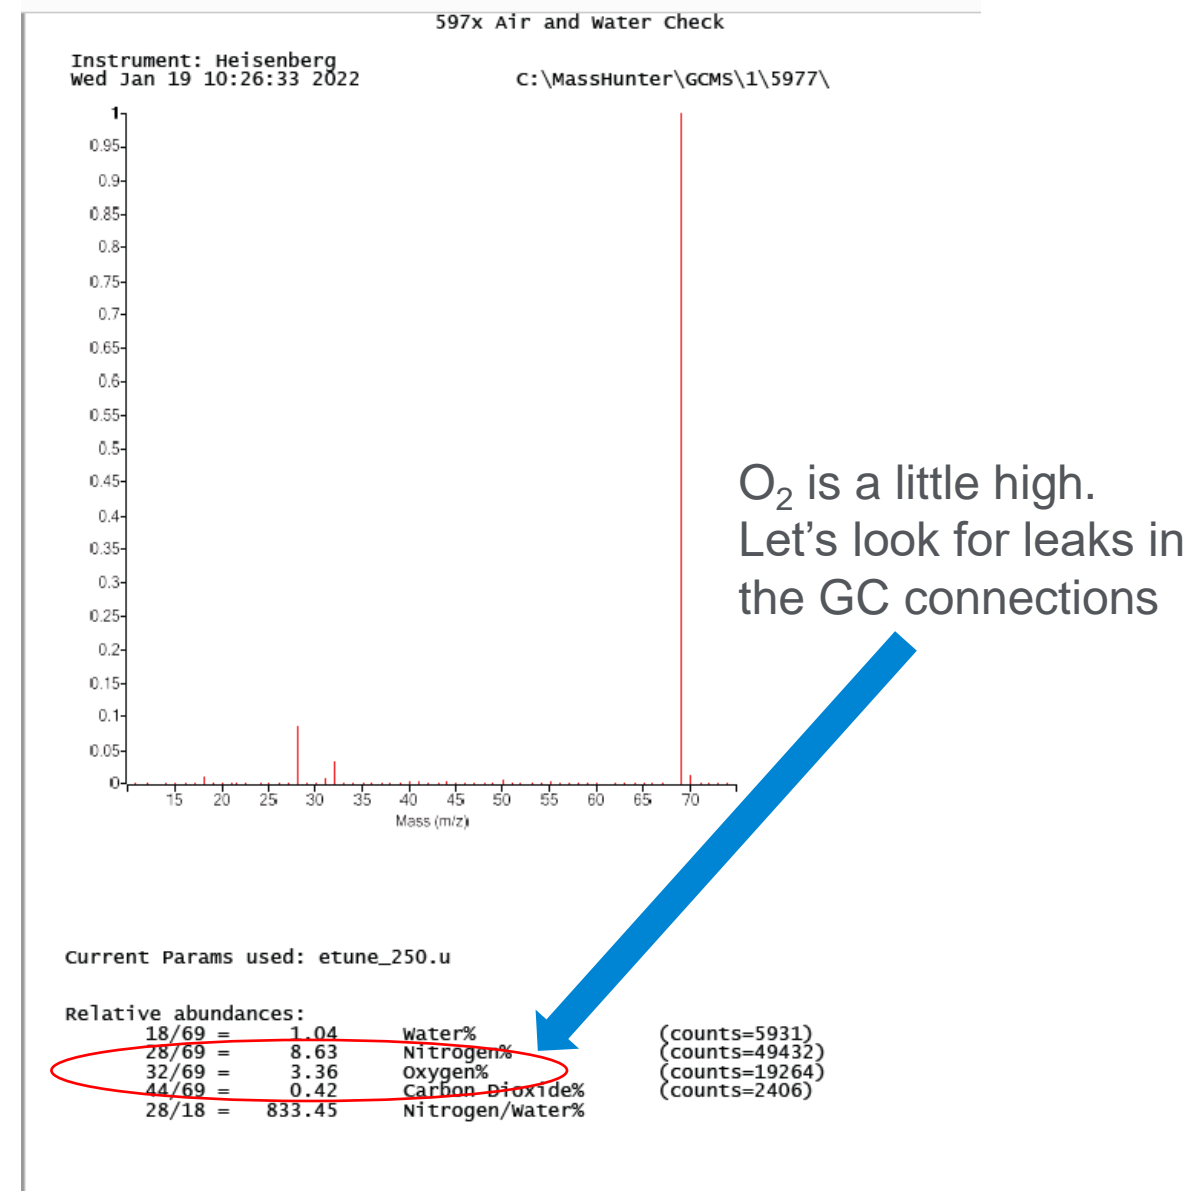 597x Air and Water Check
Instrument: Heisenberg
Wed Jan 19 10:26:33 2022 C:\MassHunter\GCMS\1\5977\
1
0.95
0.9
0.85
0.8
0.75
0.7
0.65
0.6
0.55
0.5
0.45
0.4
0.35
0.3
0.25
0.2
0.15
0.1
0.05
0
15 20 25 30 35 40 45 50 55 60 65 70
Mass (m/z)
O₂ is a little high.
Let's look for leaks in
the GC connections
Current Params used: etune_250.u
Relative abundances:
18/69 = 1.04 Water% (counts=5931)
28/69 = 8.63 Nitrogen% (counts=49432)
32/69 = 3.36 Oxygen% (counts=19264)
44/69 = 0.42 Carbon Dioxide% (counts=2406)
28/18 = 833.45 Nitrogen/Water%